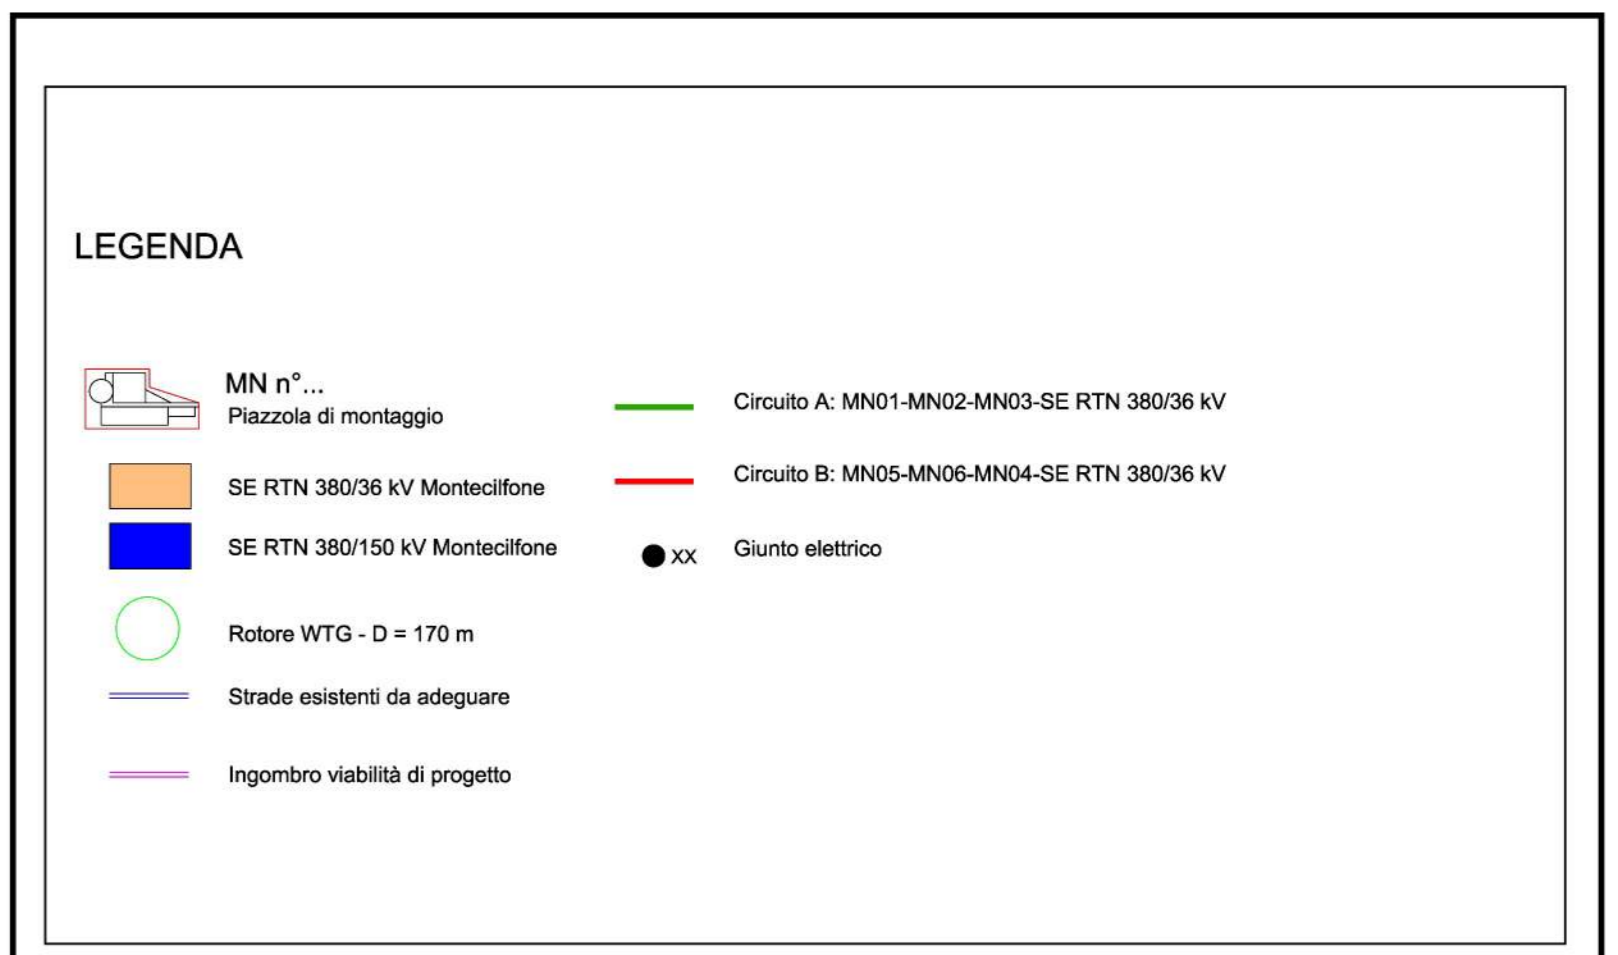 LEGENDA
MN n°...
Piazzola di montaggio
SE RTN 380/36 kV Montecilfone
SE RTN 380/150 kV Montecilfone
Rotore WTG - D = 170 m
Strade esistenti da adeguare
Ingombro viabilità di progetto
Circuito A: MN01-MN02-MN03-SE RTN 380/36 kV
Circuito B: MN05-MN06-MN04-SE RTN 380/36 kV
xx Giunto elettrico